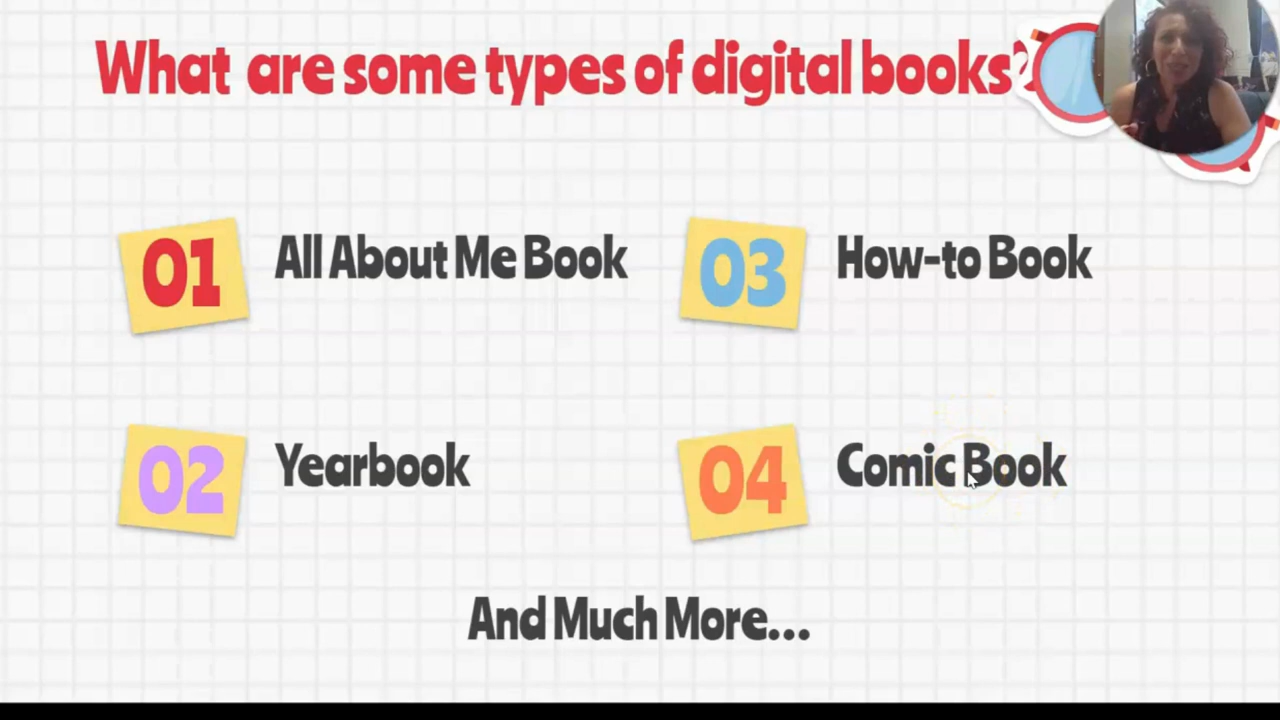 What are some types of digital books?
01 All About Me Book
02 Yearbook
03 How-to Book
04 Comic Book
And Much More...